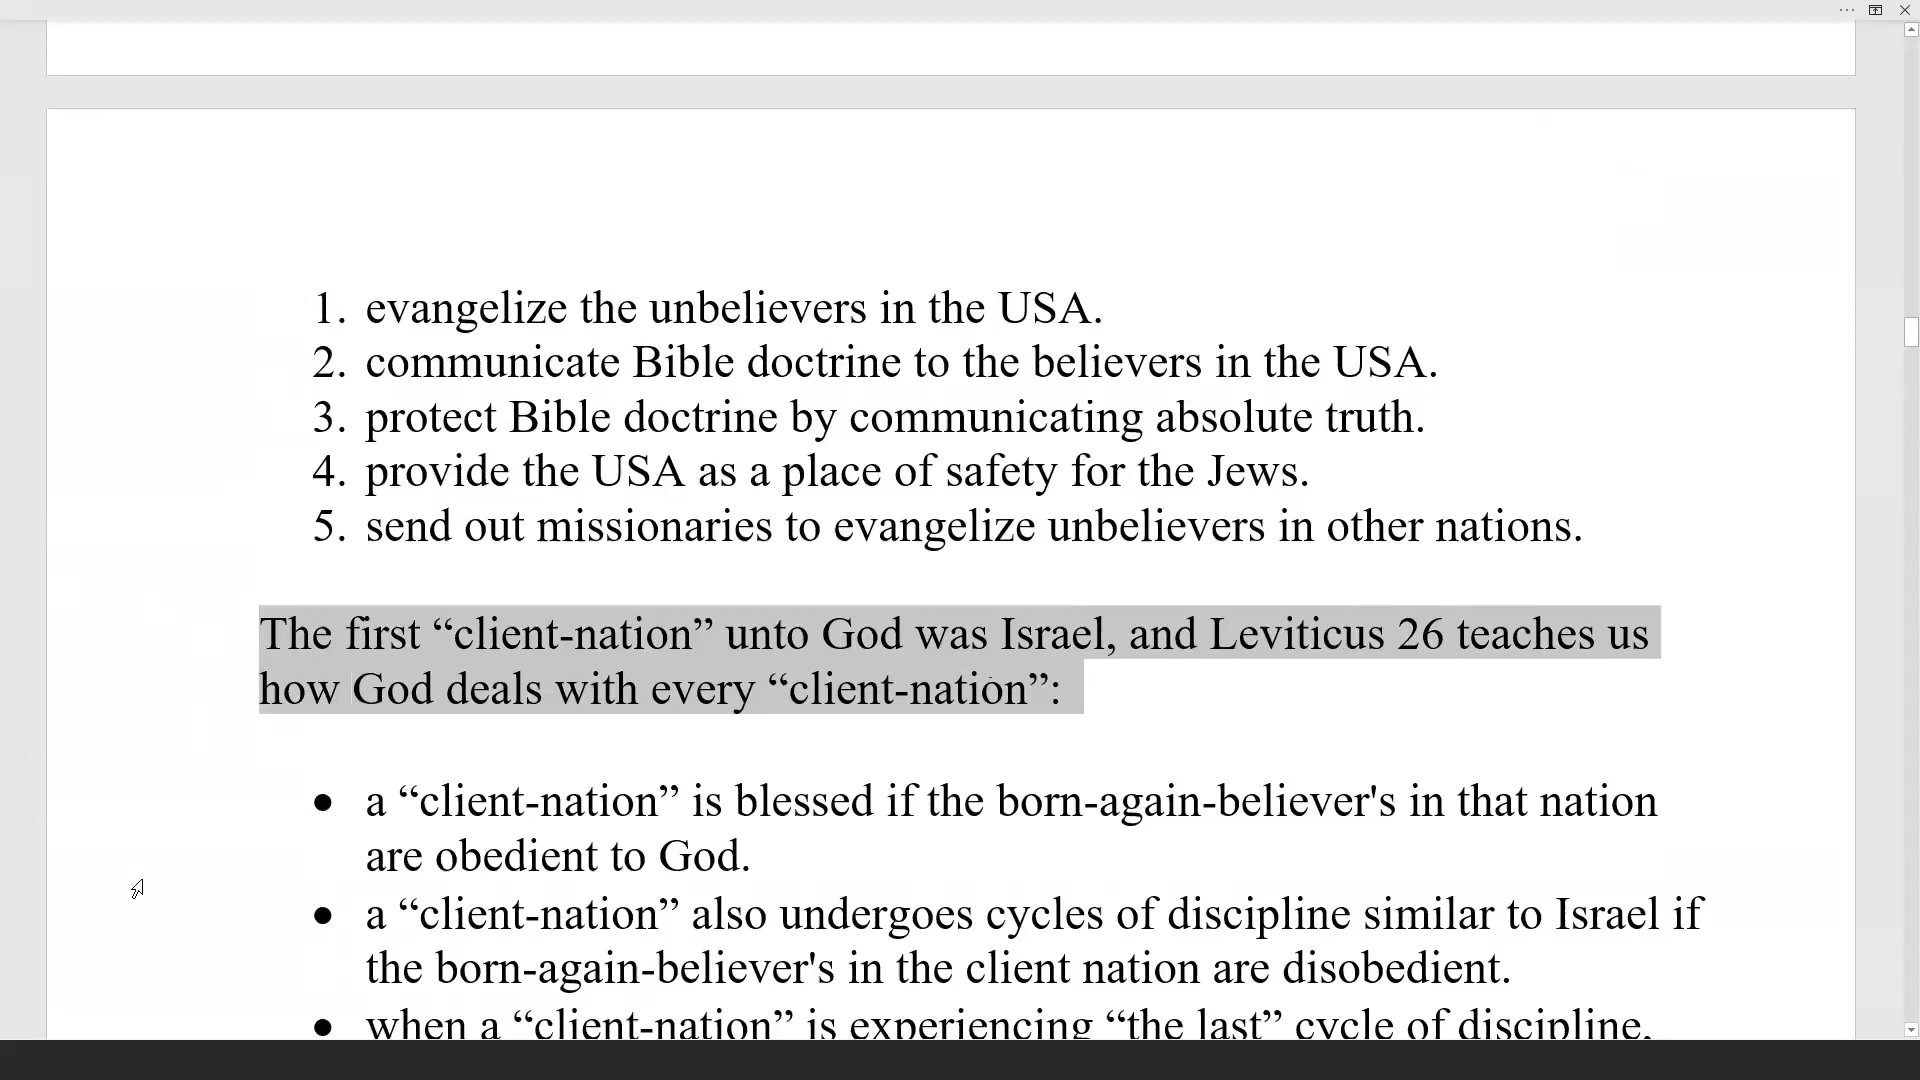 1. evangelize the unbelievers in the USA.
2. communicate Bible doctrine to the believers in the USA.
3. protect Bible doctrine by communicating absolute truth.
4. provide the USA as a place of safety for the Jews.
5. send out missionaries to evangelize unbelievers in other nations.
The first “client-nation” unto God was Israel, and Leviticus 26 teaches us
how God deals with every “client-nation”:
● a “client-nation” is blessed if the born-again-believer's in that nation
are obedient to God.
● a “client-nation” also undergoes cycles of discipline similar to Israel if
the born-again-believer's in the client nation are disobedient.
● when a “client-nation” is experiencing “the last” cycle of discipline,